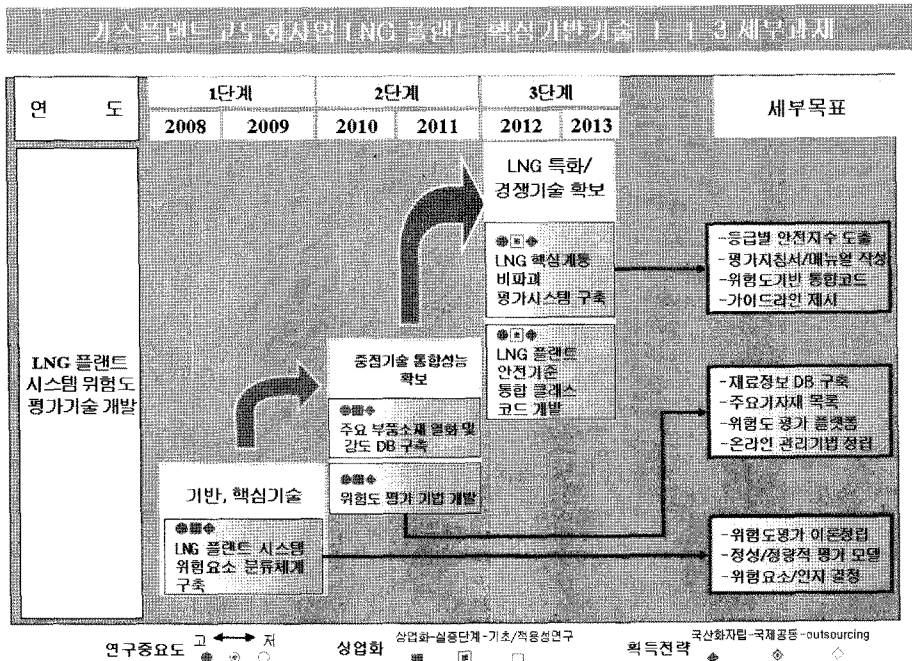 가스플랜트 고도화사업 LNG 플랜트 핵심기반기술 1-1-3 세부과제
연 도
1단계
2단계
3단계
세부목표
2008
2009
2010
2011
2012
2013
LNG 특화/
경쟁기술 확보
LNG 핵심계통
비파괴
평가시스템 구축
-등급별 안전지수 도출
-평가지침서/매뉴얼 작성
-위험도기반 통합코드
-가이드라인 제시
LNG 플랜트
안전기준
통합 클래스
코드 개발
LNG 플랜트
시스템 위험도
평가기술 개발
중점기술 통합성능
확보
주요 부품소재 열화 및
강도 DB 구축
위험도 평가 기법 개발
-재료정보 DB 구축
-주요기자재 목록
-위험도 평가 플랫폼
-온라인 관리기법 정립
기반, 핵심기술
LNG 플랜트 시스템
위험요소 분류체계
구축
-위험도평가 이론정립
-정성/정량적 평가 모델
-위험요소/인자 결정
연구중요도 고 저
상업화 상업화-실증단계-기초/적용성연구
획득전략 국산화자립-국제공동-outsourcing